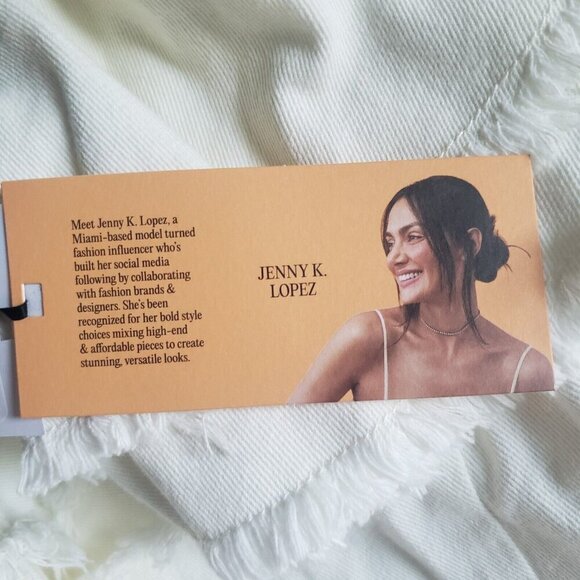 Meet Jenny K. Lopez, a
Miami-based model turned
fashion influencer who's
built her social media
following by collaborating
with fashion brands &
designers. She's been
recognized for her bold style
choices mixing high-end
& affordable pieces to create
stunning, versatile looks.
JENNY K.
LOPEZ